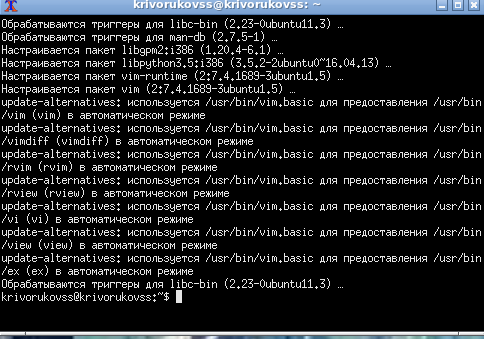 krivorukovss@krivorukovss: ~
Обрабатываются триггеры для libc-bin (2.23-0ubuntu11.3) …
Обрабатываются триггеры для man-db (2.7.5-1) …
Настраивается пакет libgpm2:i386 (1.20.4-6.1) …
Настраивается пакет libpython3.5:i386 (3.5.2-2ubuntu0~16.04.13) …
Настраивается пакет vim-runtime (2:7.4.1689-3ubuntu1.5) …
Настраивается пакет vim (2:7.4.1689-3ubuntu1.5) …
update-alternatives: используется /usr/bin/vim.basic для предоставления /usr/bin
/vim (vim) в автоматическом режиме
update-alternatives: используется /usr/bin/vim.basic для предоставления /usr/bin
/vimdiff (vimdiff) в автоматическом режиме
update-alternatives: используется /usr/bin/vim.basic для предоставления /usr/bin
/rvim (rvim) в автоматическом режиме
update-alternatives: используется /usr/bin/vim.basic для предоставления /usr/bin
/rview (rview) в автоматическом режиме
update-alternatives: используется /usr/bin/vim.basic для предоставления /usr/bin
/vi (vi) в автоматическом режиме
update-alternatives: используется /usr/bin/vim.basic для предоставления /usr/bin
/view (view) в автоматическом режиме
update-alternatives: используется /usr/bin/vim.basic для предоставления /usr/bin
/ex (ex) в автоматическом режиме
Обрабатываются триггеры для libc-bin (2.23-0ubuntu11.3) …
krivorukovss@krivorukovss:~$